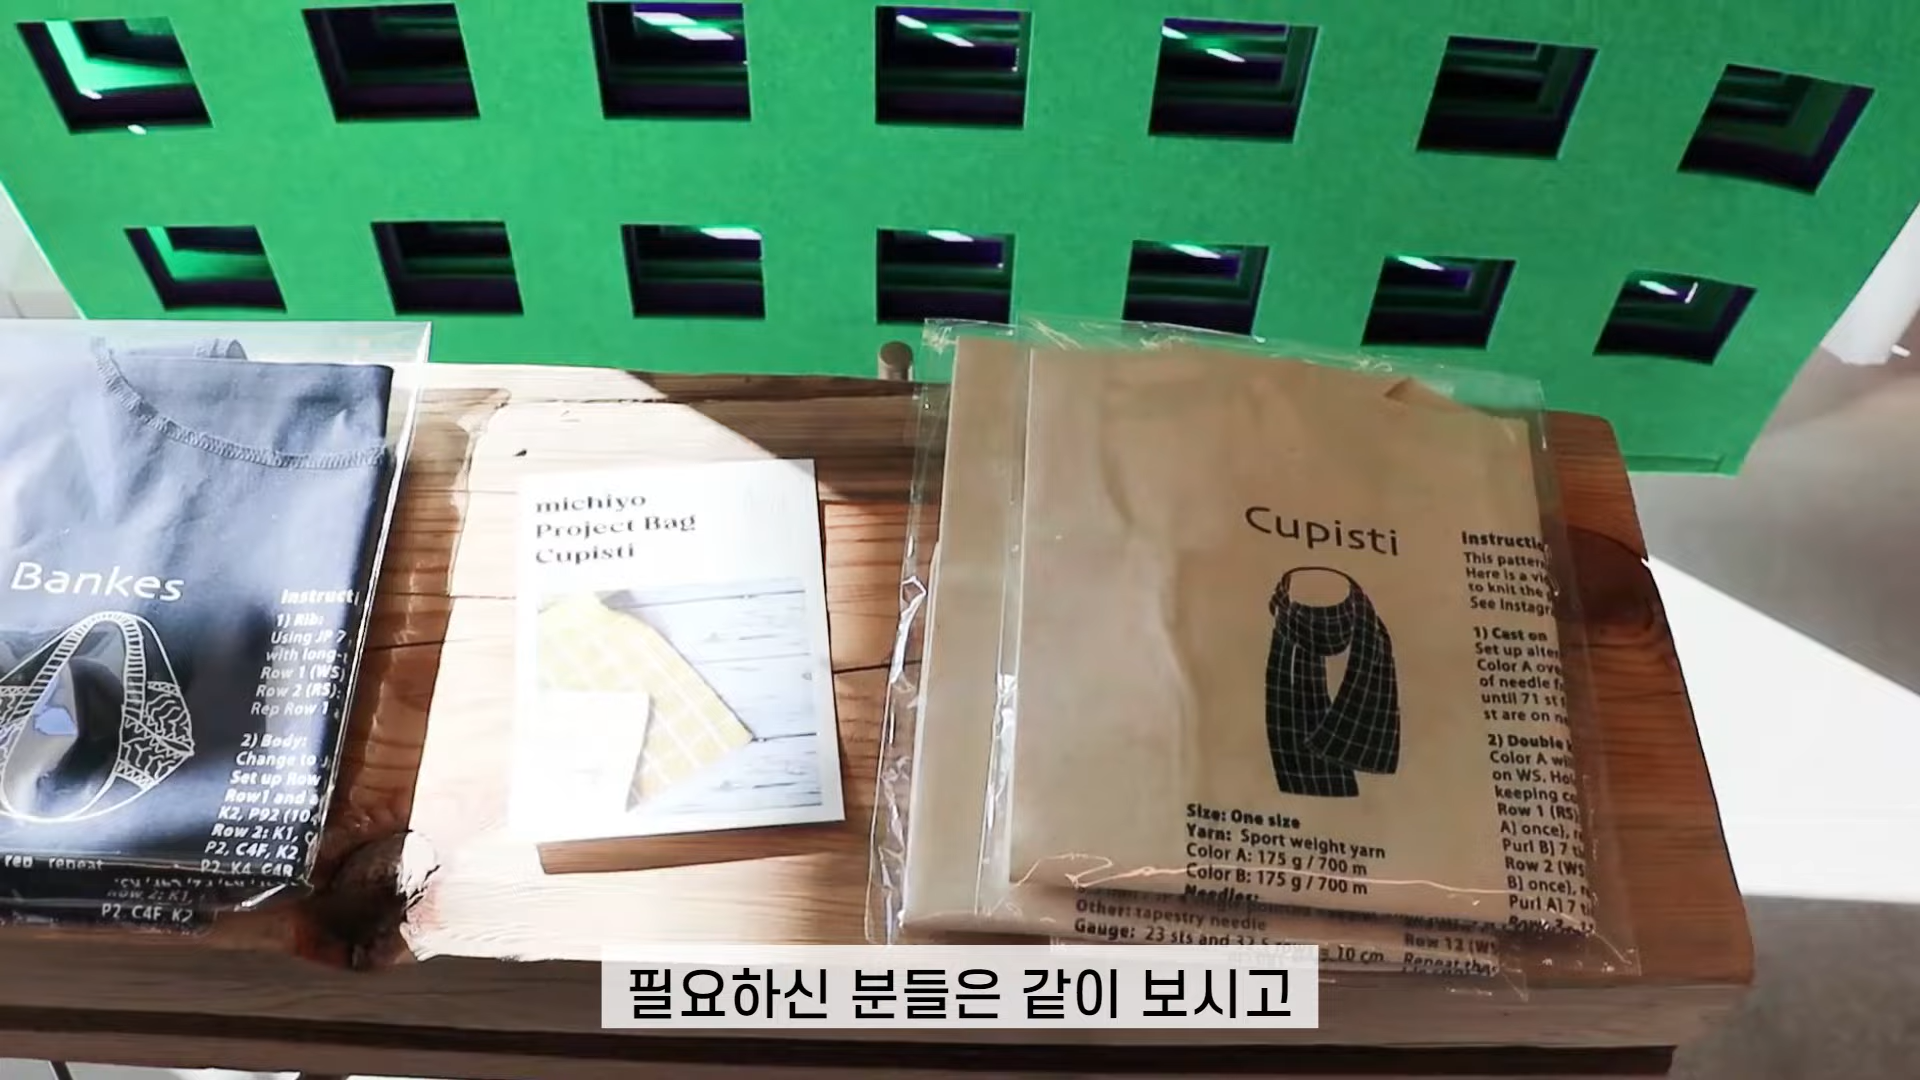 Bankes
Instruct
1) Rib:
Using JP 7
with long-
Row 1 (WS)
Row 2 (RS):
Rep Row 1
2) Body:
Change to
Set up Row
Row1 and
K2, P92 (10
Row 2: K1,
P2, C4F, K2
rep repeat
P2 K4 C4B
P2 C4F K2
michiyo
Project Bag
Cupisti
Cupisti
Size: One size
Yarn: Sport weight yarn
Color A: 175 g / 700 m
Color B: 175 g / 700 m
Needles:
Other: tapestry needle
Gauge: 23 sts and 32.5 rows = 10 cm
Instructio
This pattern
Here is a vi
to knit the
See Instagr
1) Cast on
Set up alte
Color A ove
of needle f
until 71 st
st are on n
2) Double
Color A wi
on WS. Ho
keeping co
Row 1 (RS)
A] once),
Purl B] 7
Row 2 (WS
B] once),
Purl A] 7
Row 12 (WS
Repeat the
필요하신 분들은 같이 보시고